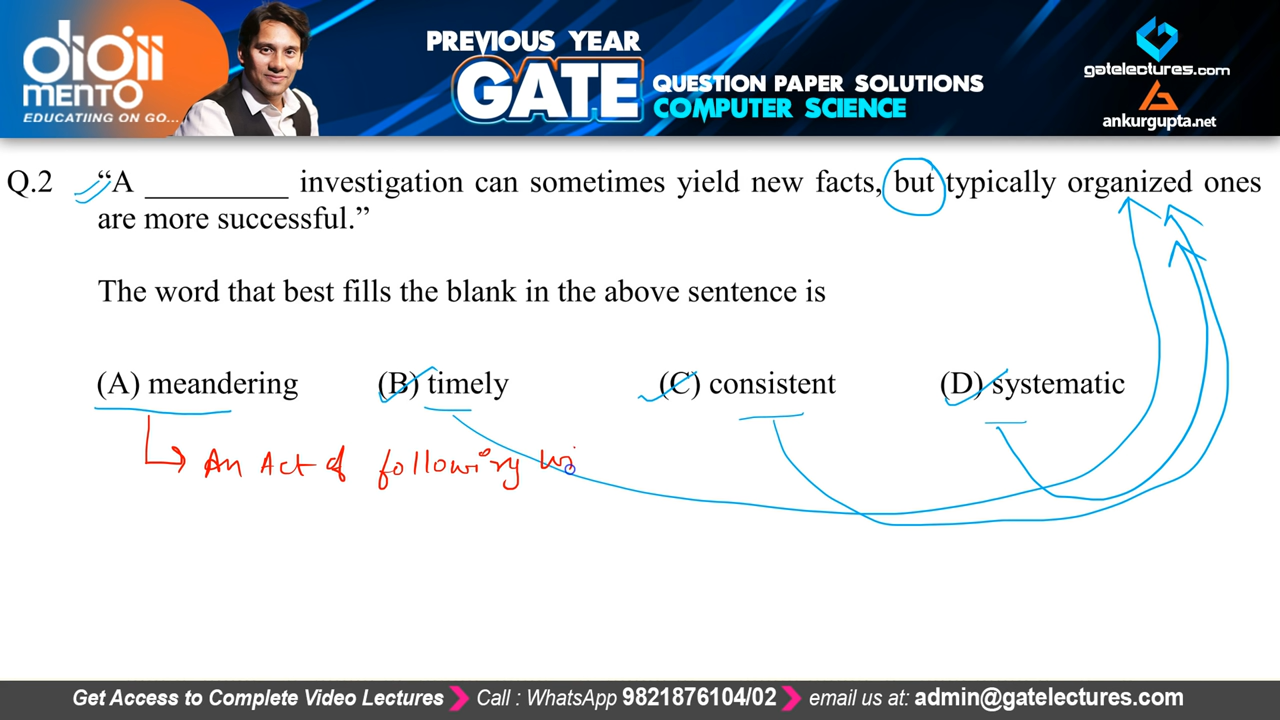 digii
MENTO
EDUCATIING ON GO...
PREVIOUS YEAR
GATE
QUESTION PAPER SOLUTIONS
COMPUTER SCIENCE
gatelectures.com
ankurgupta.net
Q.2 “A _________ investigation can sometimes yield new facts, but typically organized ones
are more successful.”
The word that best fills the blank in the above sentence is
(A) meandering (B) timely (C) consistent (D) systematic
An Act of following wi
Get Access to Complete Video Lectures Call : WhatsApp 9821876104/02 email us at: admin@gatelectures.com